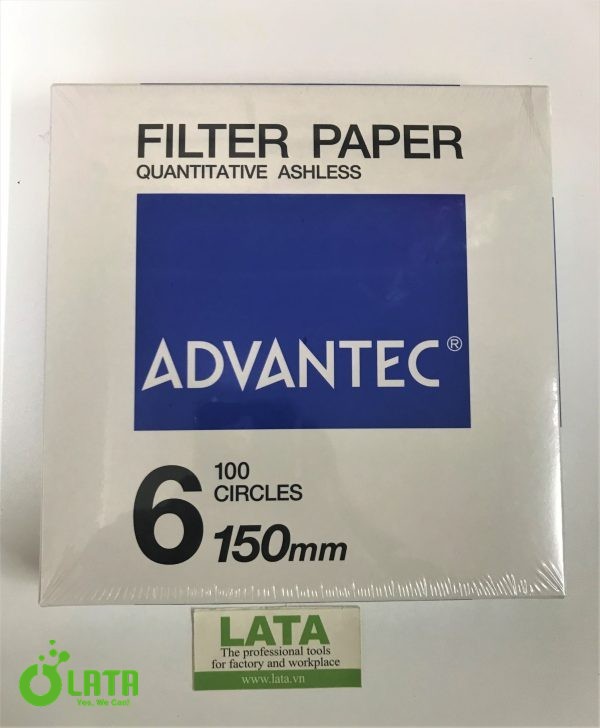 FILTER PAPER
QUANTITATIVE ASHLESS
ADVANTEC®
6
100
CIRCLES
150mm
LATA
The professional tools
for factory and workplace
www.lata.vn
LATA
Yes, We Can!